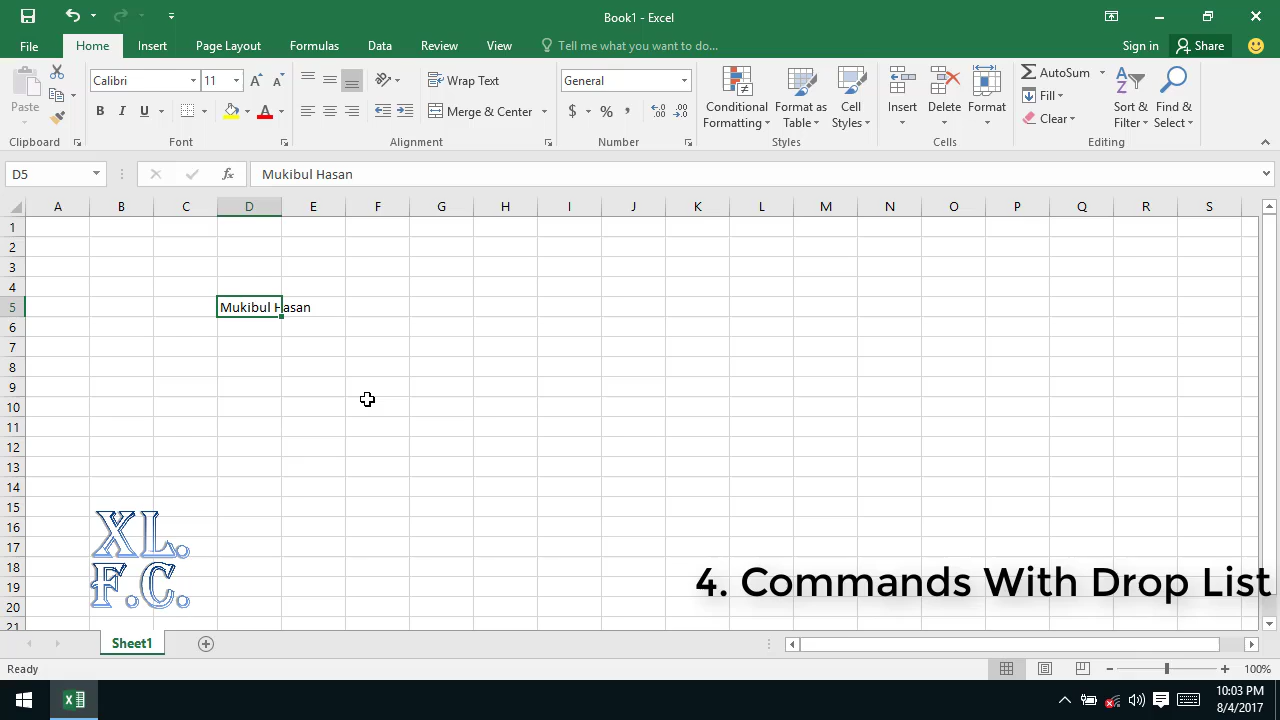 Book1 - Excel
File Home Insert Page Layout Formulas Data Review View Tell me what you want to do... Sign in Share
Paste
Calibri 11
B I U A
Wrap Text
Merge & Center
General
$ % ,
Conditional
Formatting
Format as
Table
Cell
Styles
Insert Delete Format
AutoSum
Fill
Clear
Sort &
Filter
Find &
Select
Clipboard Font Alignment Number Styles Cells Editing
D5 fx Mukibul Hasan
A B C D E F G H I J K L M N O P Q R S
1
2
3
4
5 Mukibul Hasan
6
7
8
9
10
11
12
13
14
15
16
17
18
19
20
21
XL.
F.C.
4. Commands With Drop List
Sheet1
Ready 100%
10:03 PM
8/4/2017